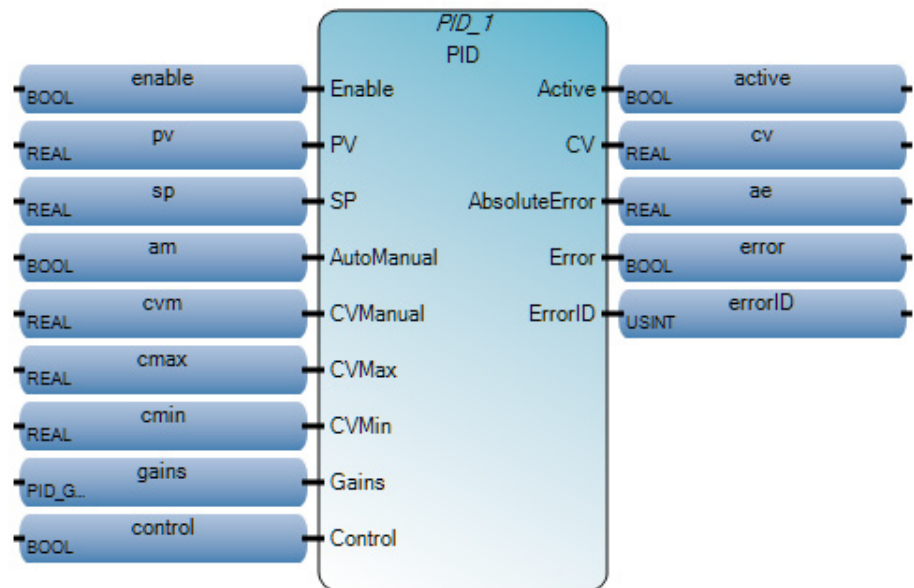 PID_1
PID
enable
BOOL
Enable
Active
active
BOOL
pv
REAL
PV
CV
cv
REAL
sp
REAL
SP
AbsoluteError
ae
REAL
am
BOOL
AutoManual
Error
error
BOOL
cvm
REAL
CVManual
ErrorID
errorID
USINT
cmax
REAL
CVMax
cmin
REAL
CVMin
gains
PID_G...
Gains
control
BOOL
Control